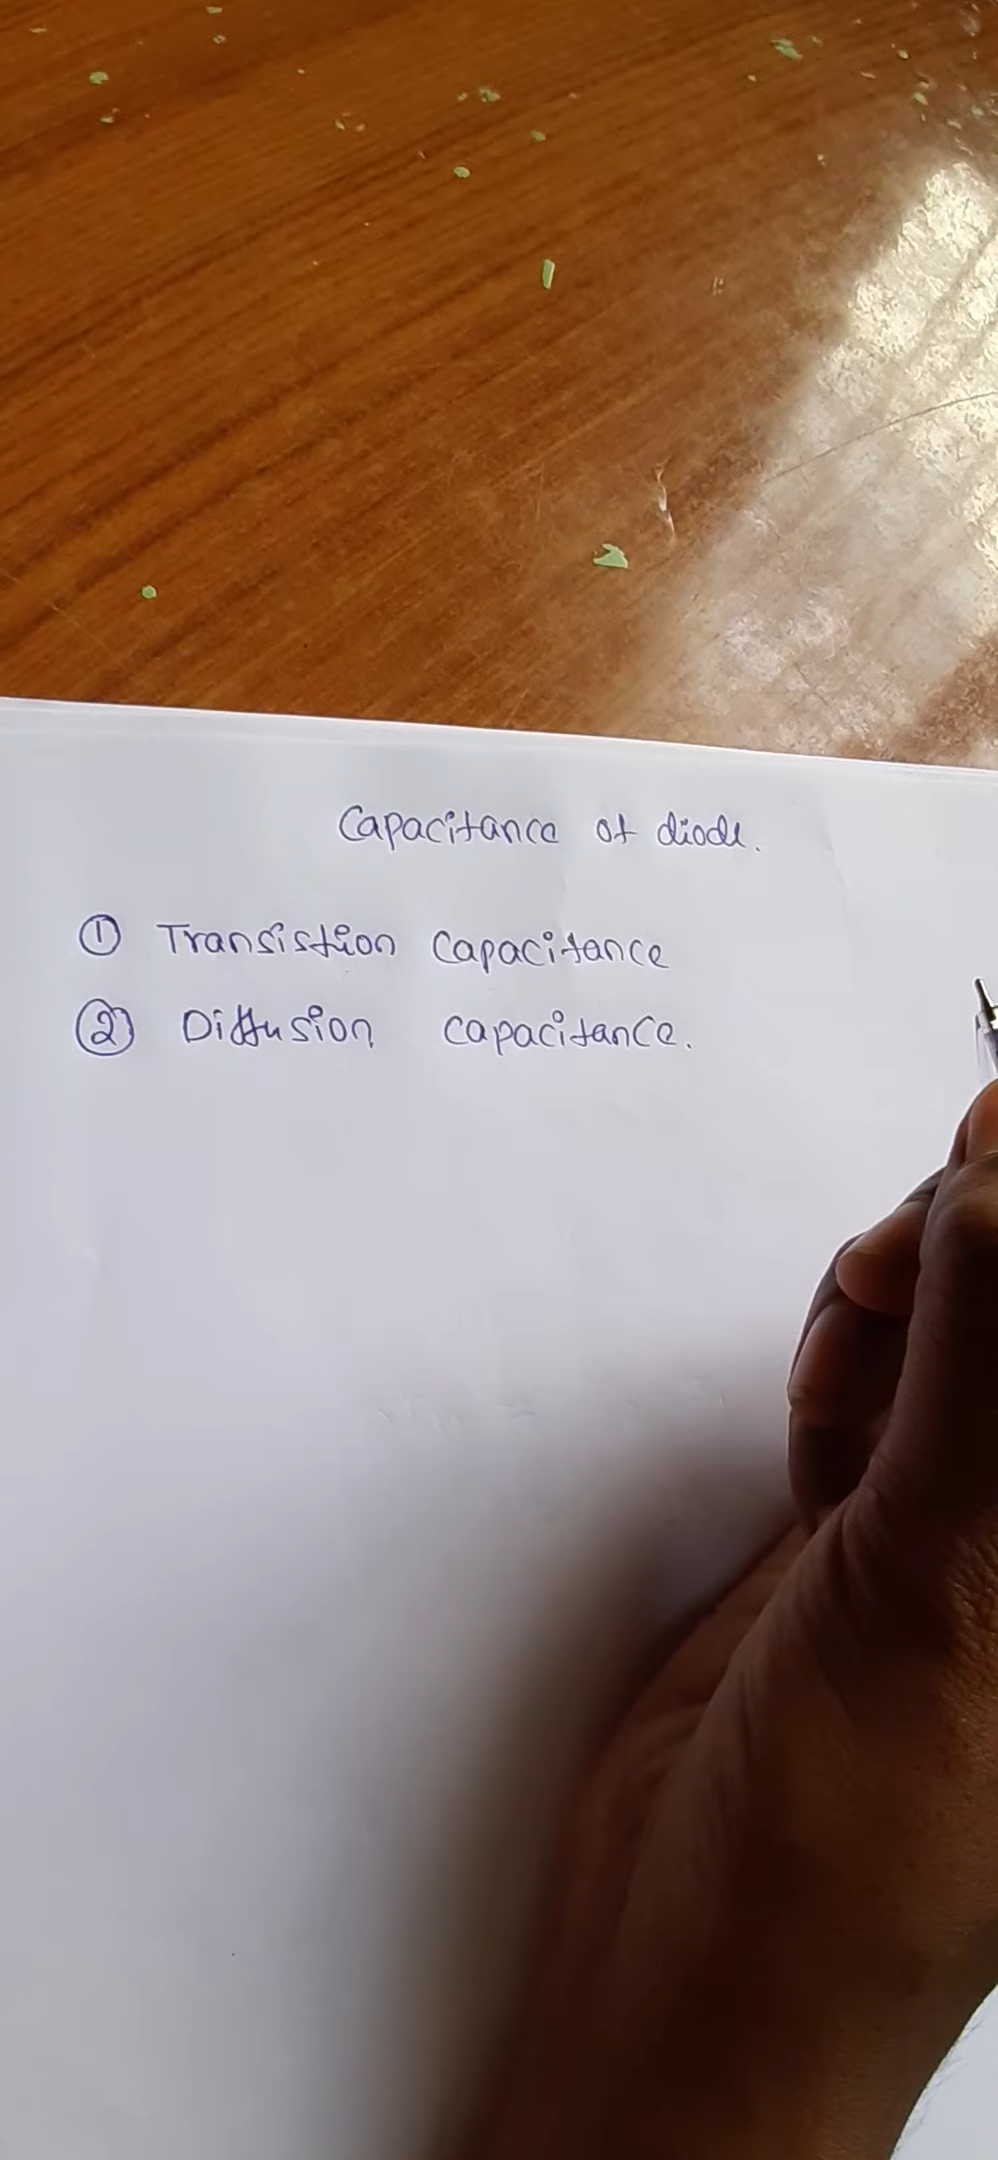 Capacitance of diode.
① Transistion Capacitance
② Diffusion capacitance.